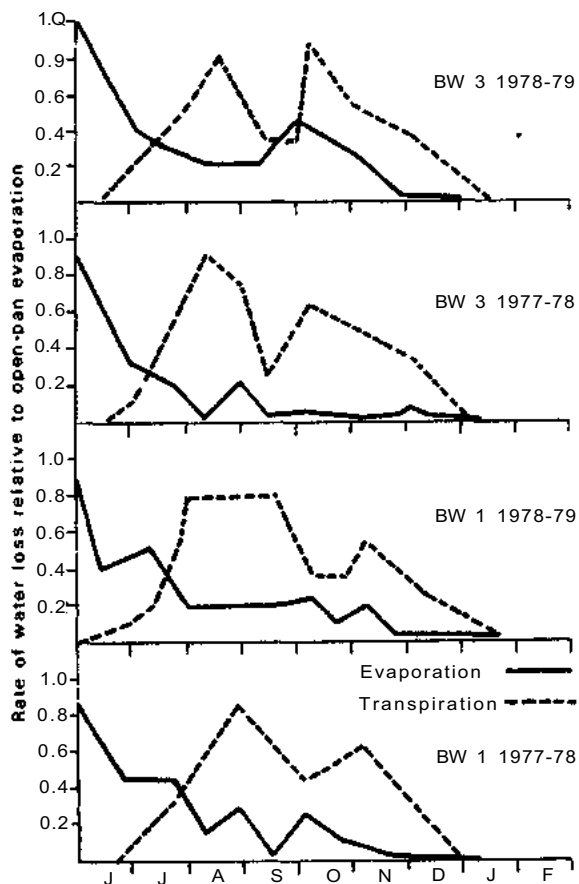 Rate of water loss relative to open-pan evaporation
1.Q
0.9
0.6
0.4
0.2
BW 3 1978-79
1.0
0.8
0.6
0.4
0.2
BW 3 1977-78
1.0
0.8
0.6
0.4
0.2
BW 1 1978-79
Evaporation
Transpiration
1.0
0.8
0.6
0.4
0.2
BW 1 1977-78
J J A S O N D J F